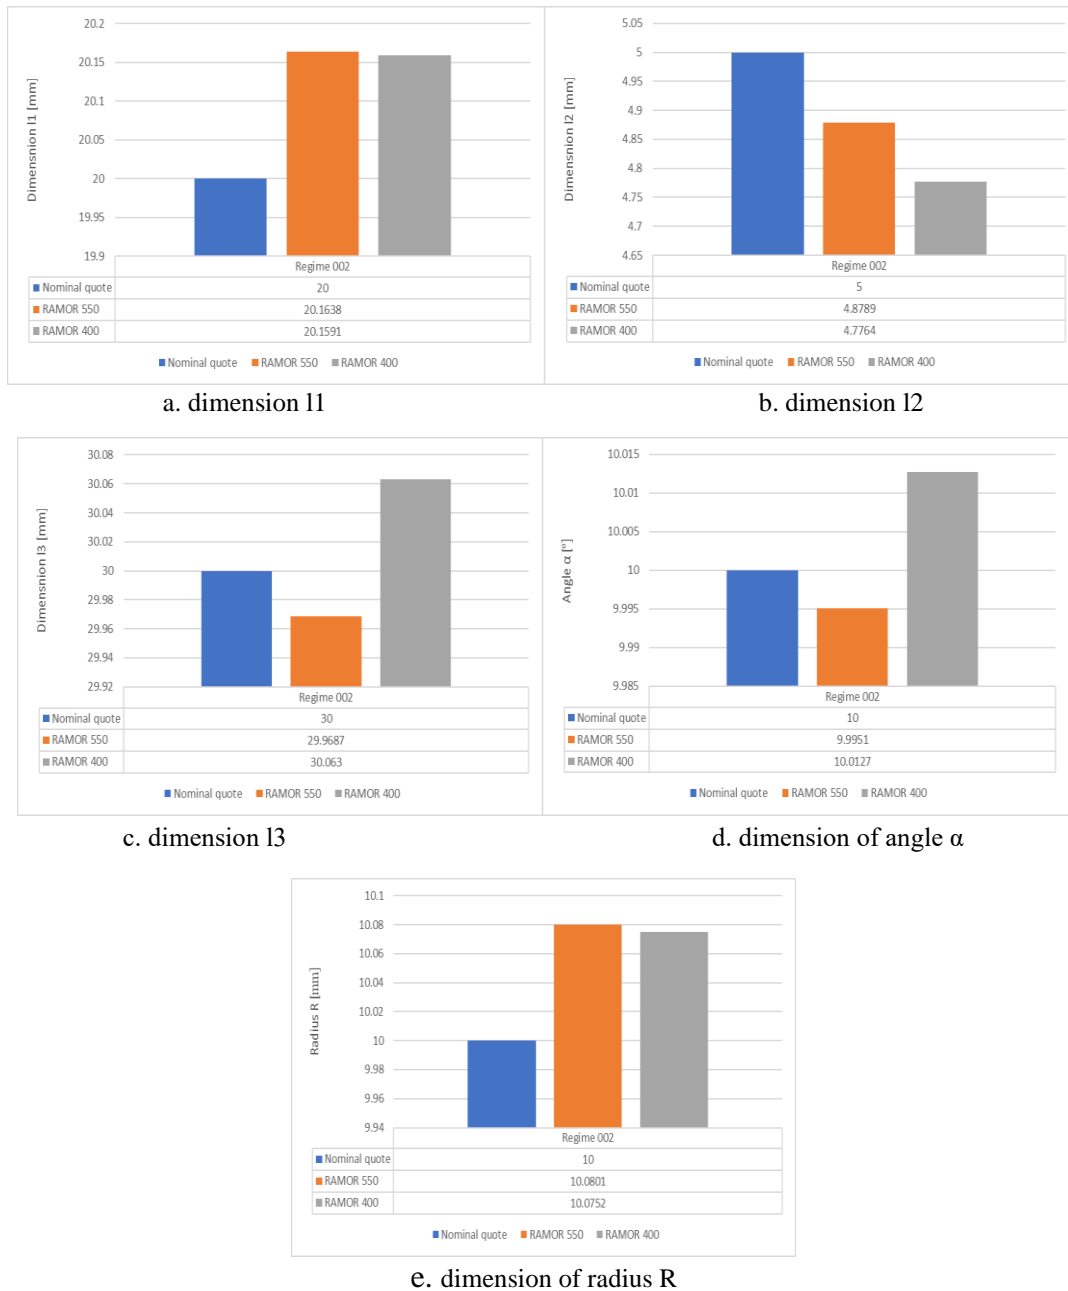 20.2
20.15
20.1
20.05
20
19.95
19.9
Dimensnion l1 [mm]
Regime 002
Nominal quote 20
RAMOR 550 20.1638
RAMOR 400 20.1591
Nominal quote RAMOR 550 RAMOR 400
a. dimension l1
5.05
5
4.95
4.9
4.85
4.8
4.75
4.7
4.65
Dimesnion l2 [mm]
Regime 002
Nominal quote 5
RAMOR 550 4.8789
RAMOR 400 4.7764
Nominal quote RAMOR 550 RAMOR 400
b. dimension l2
30.08
30.06
30.04
30.02
30
29.98
29.96
29.94
29.92
Dimensnion l3 [mm]
Regime 002
Nominal quote 30
RAMOR 550 29.9687
RAMOR 400 30.063
Nominal quote RAMOR 550 RAMOR 400
c. dimension l3
10.015
10.01
10.005
10
9.995
9.99
9.985
Angle α [°]
Regime 002
Nominal quote 10
RAMOR 550 9.9951
RAMOR 400 10.0127
Nominal quote RAMOR 550 RAMOR 400
d. dimension of angle α
10.1
10.08
10.06
10.04
10.02
10
9.98
9.96
9.94
Radius R [mm]
Regime 002
Nominal quote 10
RAMOR 550 10.0801
RAMOR 400 10.0752
Nominal quote RAMOR 550 RAMOR 400
e. dimension of radius R